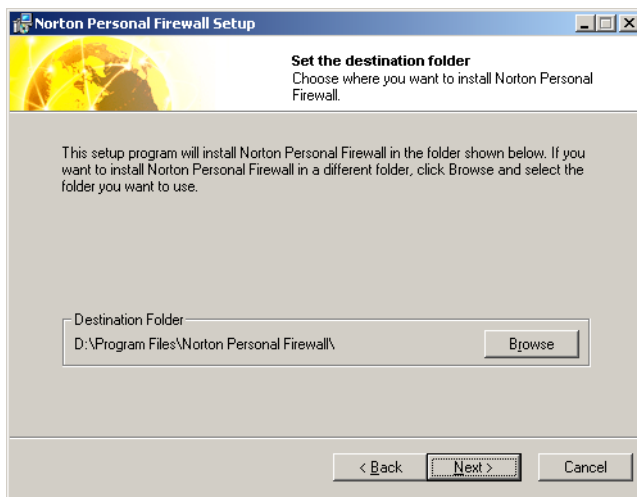 Norton Personal Firewall Setup
Set the destination folder
Choose where you want to install Norton Personal
Firewall.
This setup program will install Norton Personal Firewall in the folder shown below. If you
want to install Norton Personal Firewall in a different folder, click Browse and select the
folder you want to use.
Destination Folder
D:\Program Files\Norton Personal Firewall\
Browse
< Back
Next >
Cancel